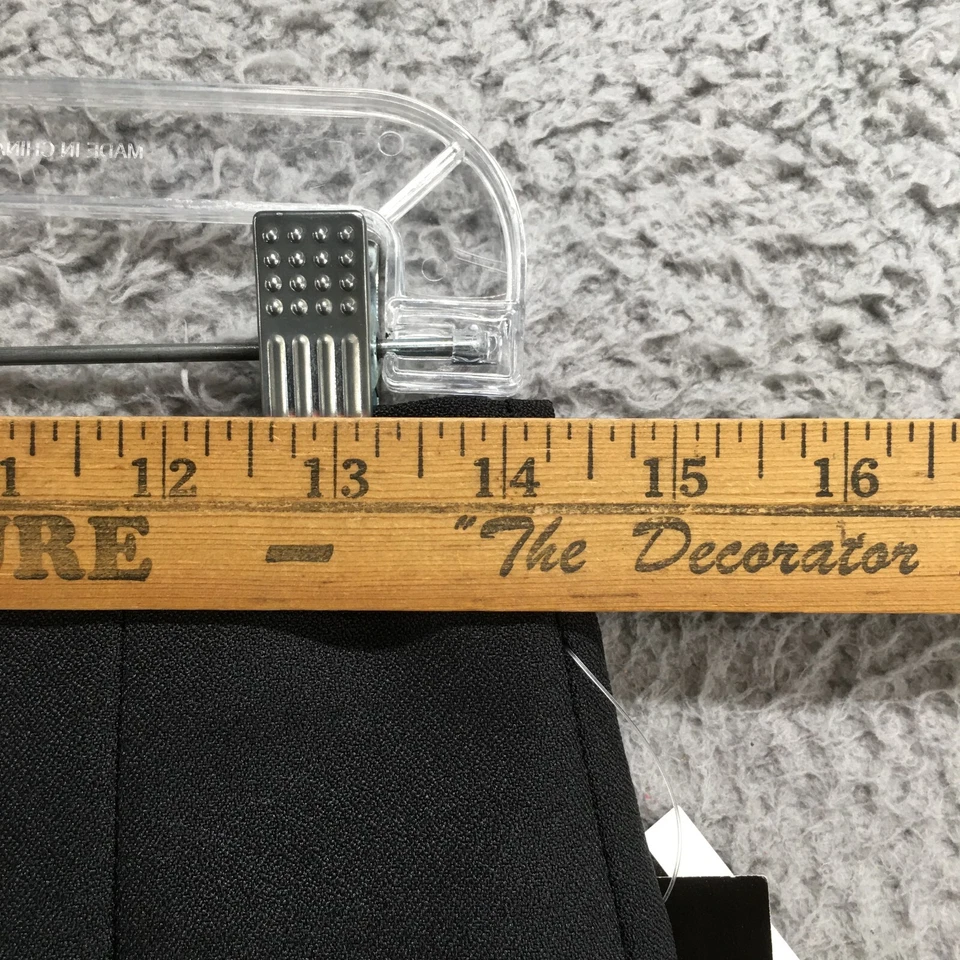 MADE IN CHINA
1 12 13 14 15 16
URE — "The Decorator